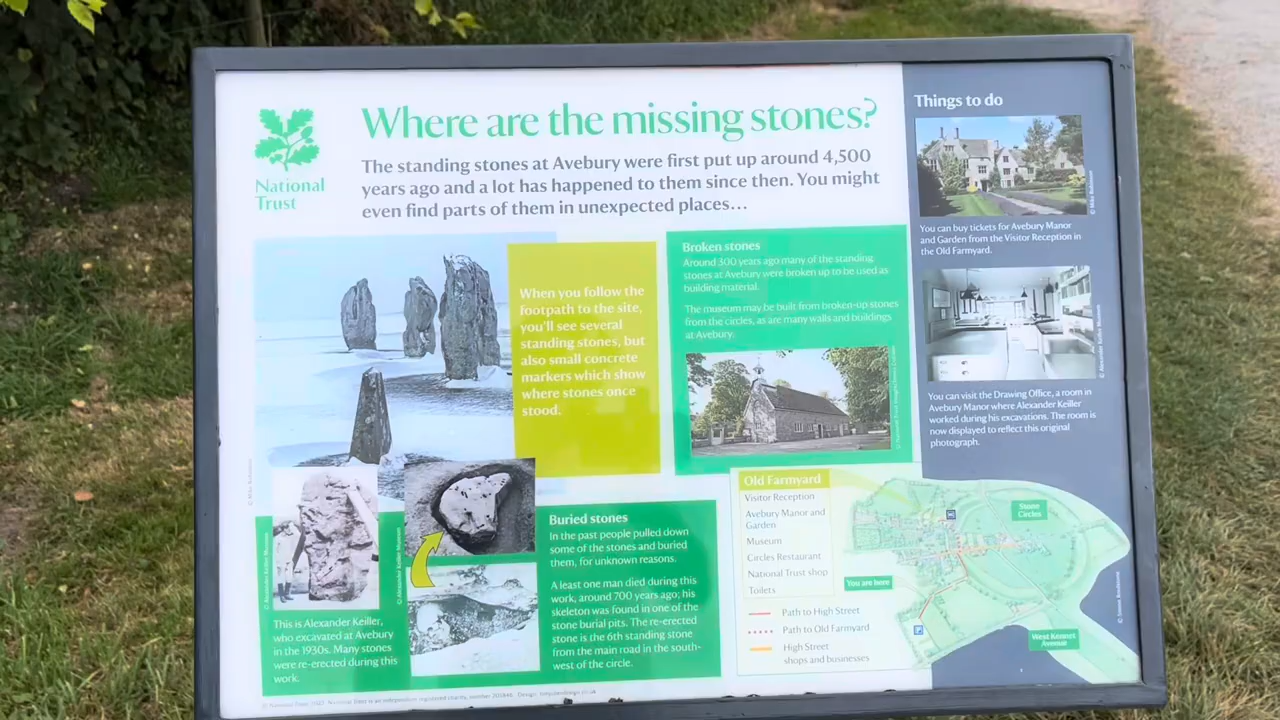 National
Trust
Where are the missing stones?
The standing stones at Avebury were first put up around 4,500
years ago and a lot has happened to them since then. You might
even find parts of them in unexpected places...
When you follow the
footpath to the site,
you'll see several
standing stones, but
also small concrete
markers which show
where stones once
stood.
Broken stones
Around 300 years ago many of the standing
stones at Avebury were broken up to be used as
building material.
The museum may be built from broken-up stones
from the circles, as are many walls and buildings
at Avebury.
This is Alexander Keiller,
who excavated at Avebury
in the 1930s. Many stones
were re-erected during this
work.
© Alexander Keiller Museum
© Alexander Keiller Museum
Buried stones
In the past people pulled down
some of the stones and buried
them, for unknown reasons.
A least one man died during this
work, around 700 years ago; his
skeleton was found in one of the
stone burial pits. The re-erected
stone is the 6th standing stone
from the main road in the south-
west of the circle.
Things to do
You can buy tickets for Avebury Manor
and Garden from the Visitor Reception in
the Old Farmyard.
© Alexander Keiller Museum
You can visit the Drawing Office, a room in
Avebury Manor where Alexander Keiller
worked during his excavations. The room is
now displayed to reflect this original
photograph.
Old Farmyard
Visitor Reception
Avebury Manor and
Garden
Museum
Circles Restaurant
National Trust shop
Toilets
Path to High Street
Path to Old Farmyard
High Street
shops and businesses
Stone
Circles
You are here
West Kennet
Avenue